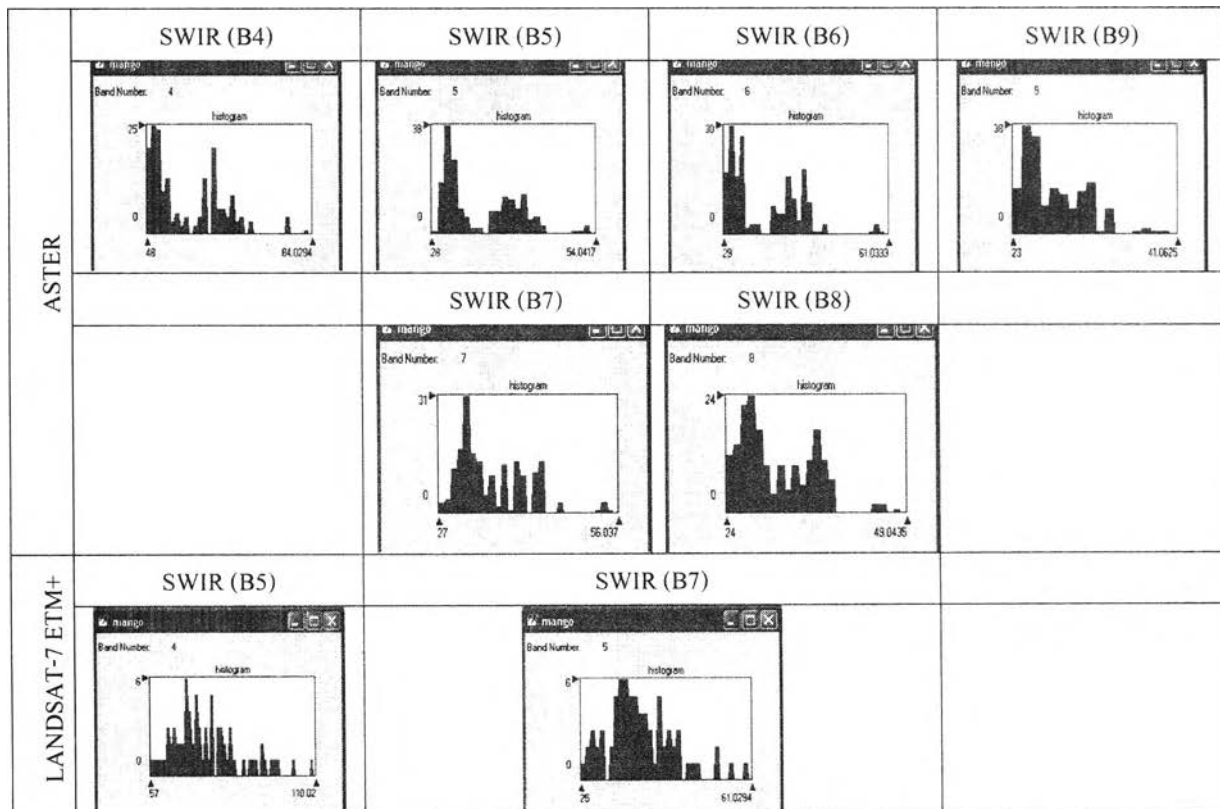 ASTER
SWIR (B4)
SWIR (B5)
SWIR (B6)
SWIR (B9)
mango
Band Number: 4
histogram
25
0
48
84.0294
mango
Band Number: 5
histogram
38
0
28
54.0417
mango
Band Number: 6
histogram
30
0
29
61.0333
mango
Band Number: 9
histogram
38
0
23
41.0625
SWIR (B7)
SWIR (B8)
mango
Band Number: 7
histogram
31
0
27
56.037
mango
Band Number: 8
histogram
24
0
24
49.0435
LANDSAT-7 ETM+
SWIR (B5)
SWIR (B7)
mango
Band Number: 4
histogram
6
0
57
110.02
mango
Band Number: 5
histogram
6
0
25
61.0294